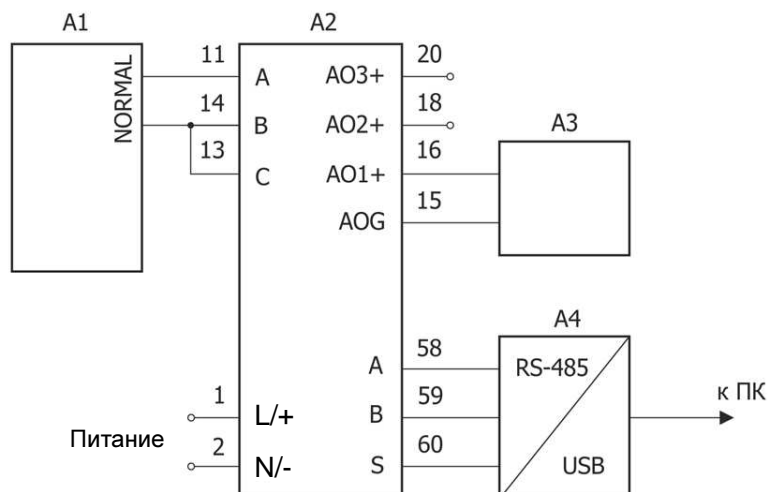 A1
A2
11
A
AO3+
20
NORMAL
14
B
AO2+
18
A3
13
C
AO1+
16
AOG
15
A4
A
58
RS-485
1
L/+
B
59
к ПК
Питание
2
N/-
S
60
USB